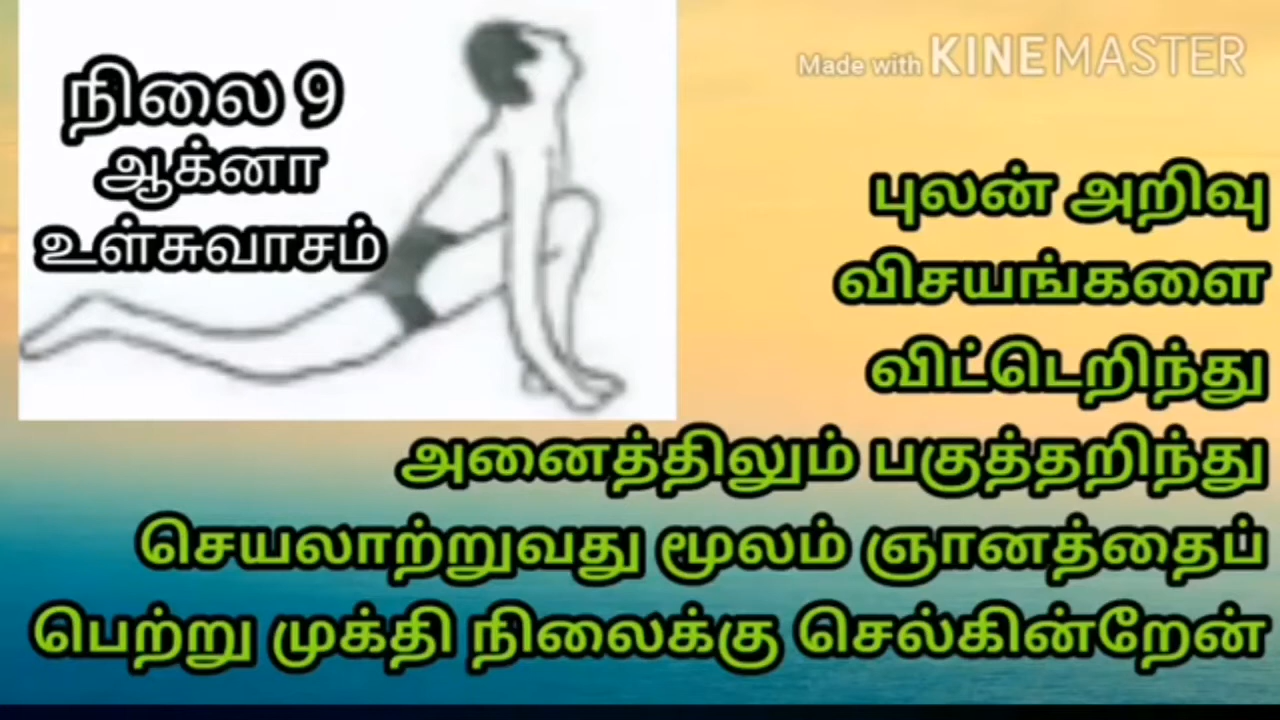 நிலை 9
ஆக்னா
உள்சுவாசம்
Made with KINEMASTER
புலன் அறிவு
விசயங்களை
விட்டெறிந்து
அனைத்திலும் பகுத்தறிந்து
செயலாற்றுவது மூலம் ஞானத்தைப்
பெற்று முக்தி நிலைக்கு செல்கின்றேன்